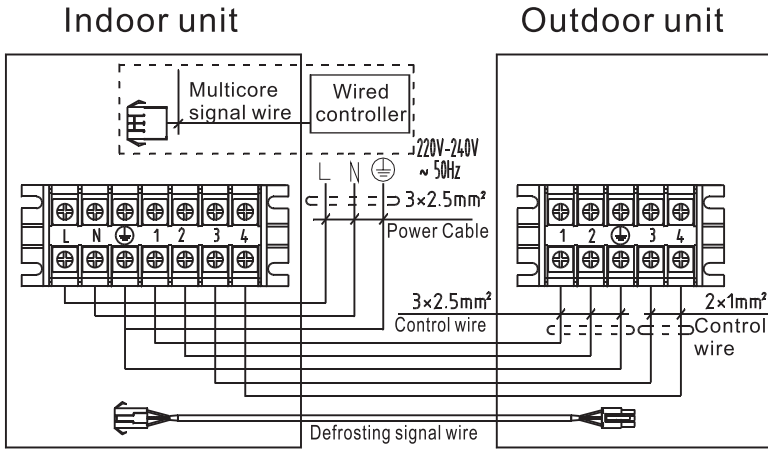 Indoor unit
Outdoor unit
Multicore
signal wire
Wired
controller
220V-240V
~ 50Hz
L N
3×2.5mm²
Power Cable
L N 1 2 3 4
1 2 3 4
3×2.5mm²
Control wire
2×1mm²
Control
wire
Defrosting signal wire